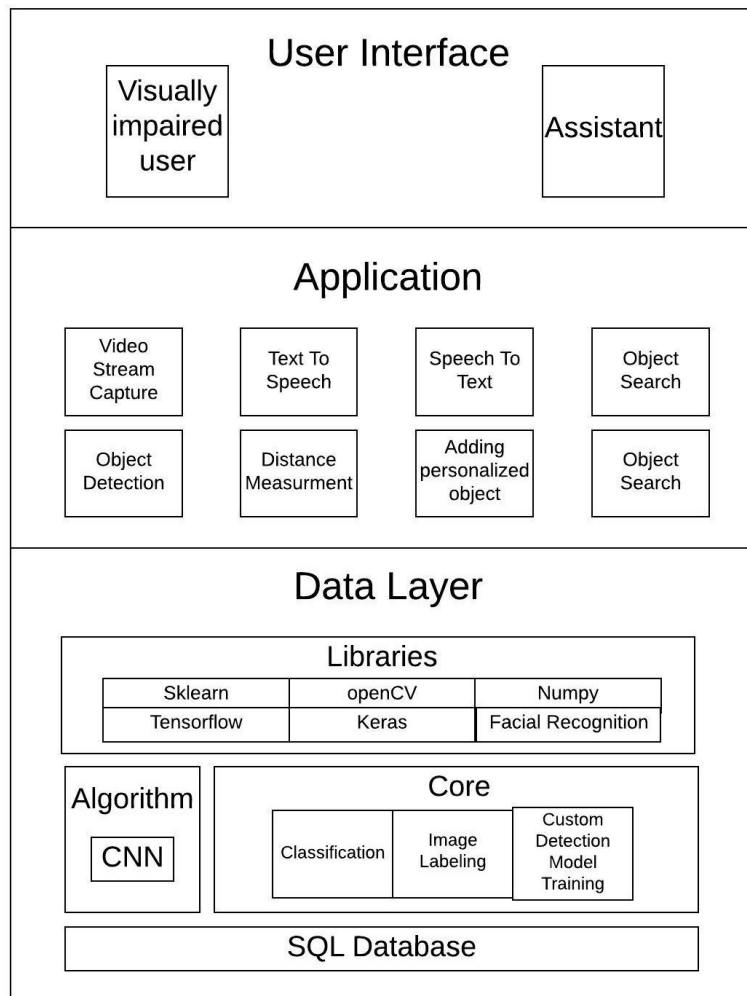 User Interface
Visually
impaired
user
Assistant
Application
Video
Stream
Capture
Text To
Speech
Speech To
Text
Object
Search
Object
Detection
Distance
Measurment
Adding
personalized
object
Object
Search
Data Layer
Libraries
Sklearn
openCV
Numpy
Tensorflow
Keras
Facial Recognition
Algorithm
CNN
Core
Classification
Image
Labeling
Custom
Detection
Model
Training
SQL Database